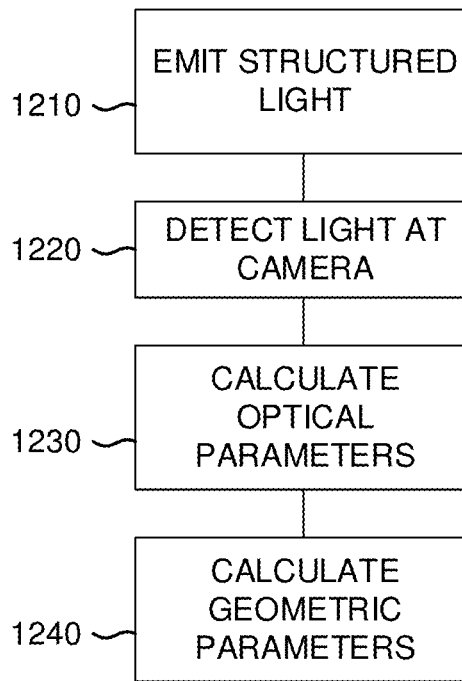 EMIT STRUCTURED
LIGHT
1210
DETECT LIGHT AT
CAMERA
1220
CALCULATE
OPTICAL
PARAMETERS
1230
CALCULATE
GEOMETRIC
PARAMETERS
1240